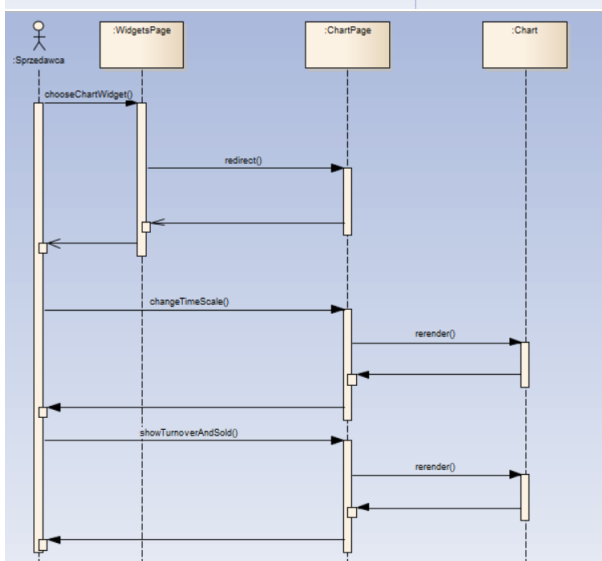 :WidgetsPage
:ChartPage
:Chart
:Sprzedawca
chooseChartWidget()
redirect()
changeTimeScale()
rerender()
showTurnoverAndSold()
rerender()